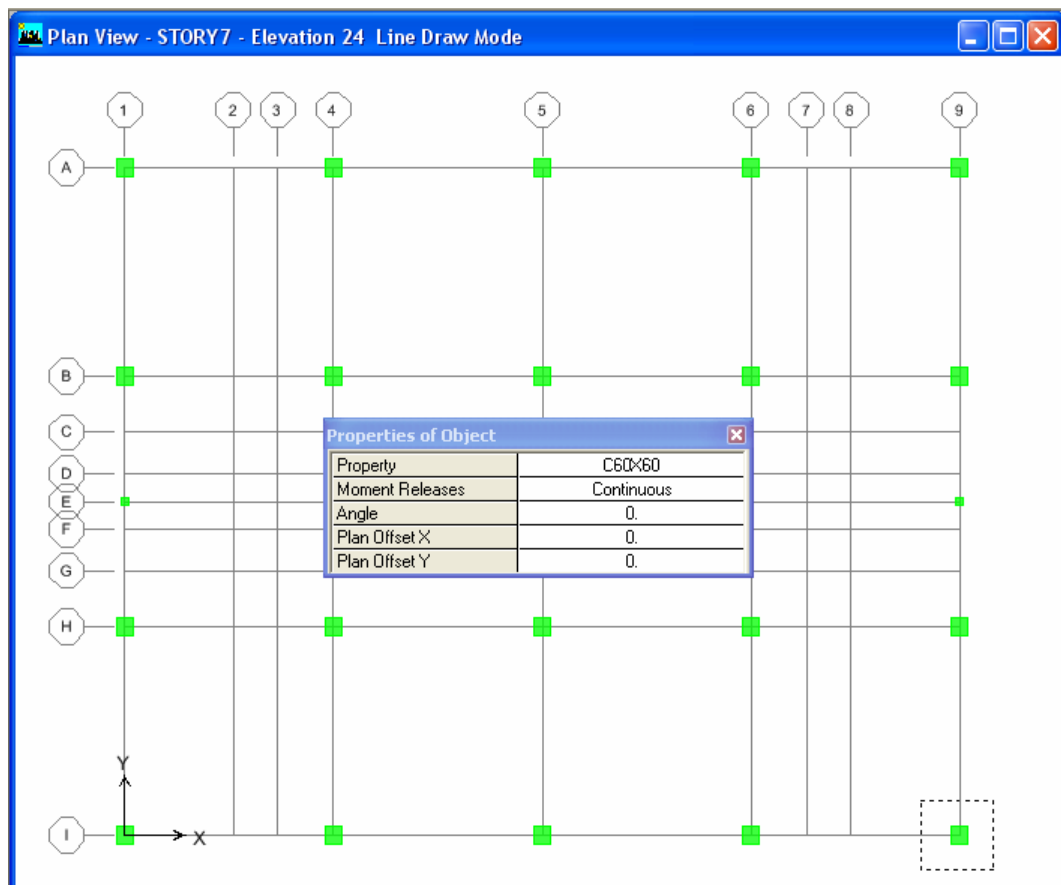 Plan View - STORY7 - Elevation 24 Line Draw Mode
1 2 3 4 5 6 7 8 9
A
B
C
Properties of Object
Property C60X60
D
Moment Releases Continuous
E
Angle 0.
F
Plan Offset X 0.
Plan Offset Y 0.
G
H
Y
I
X